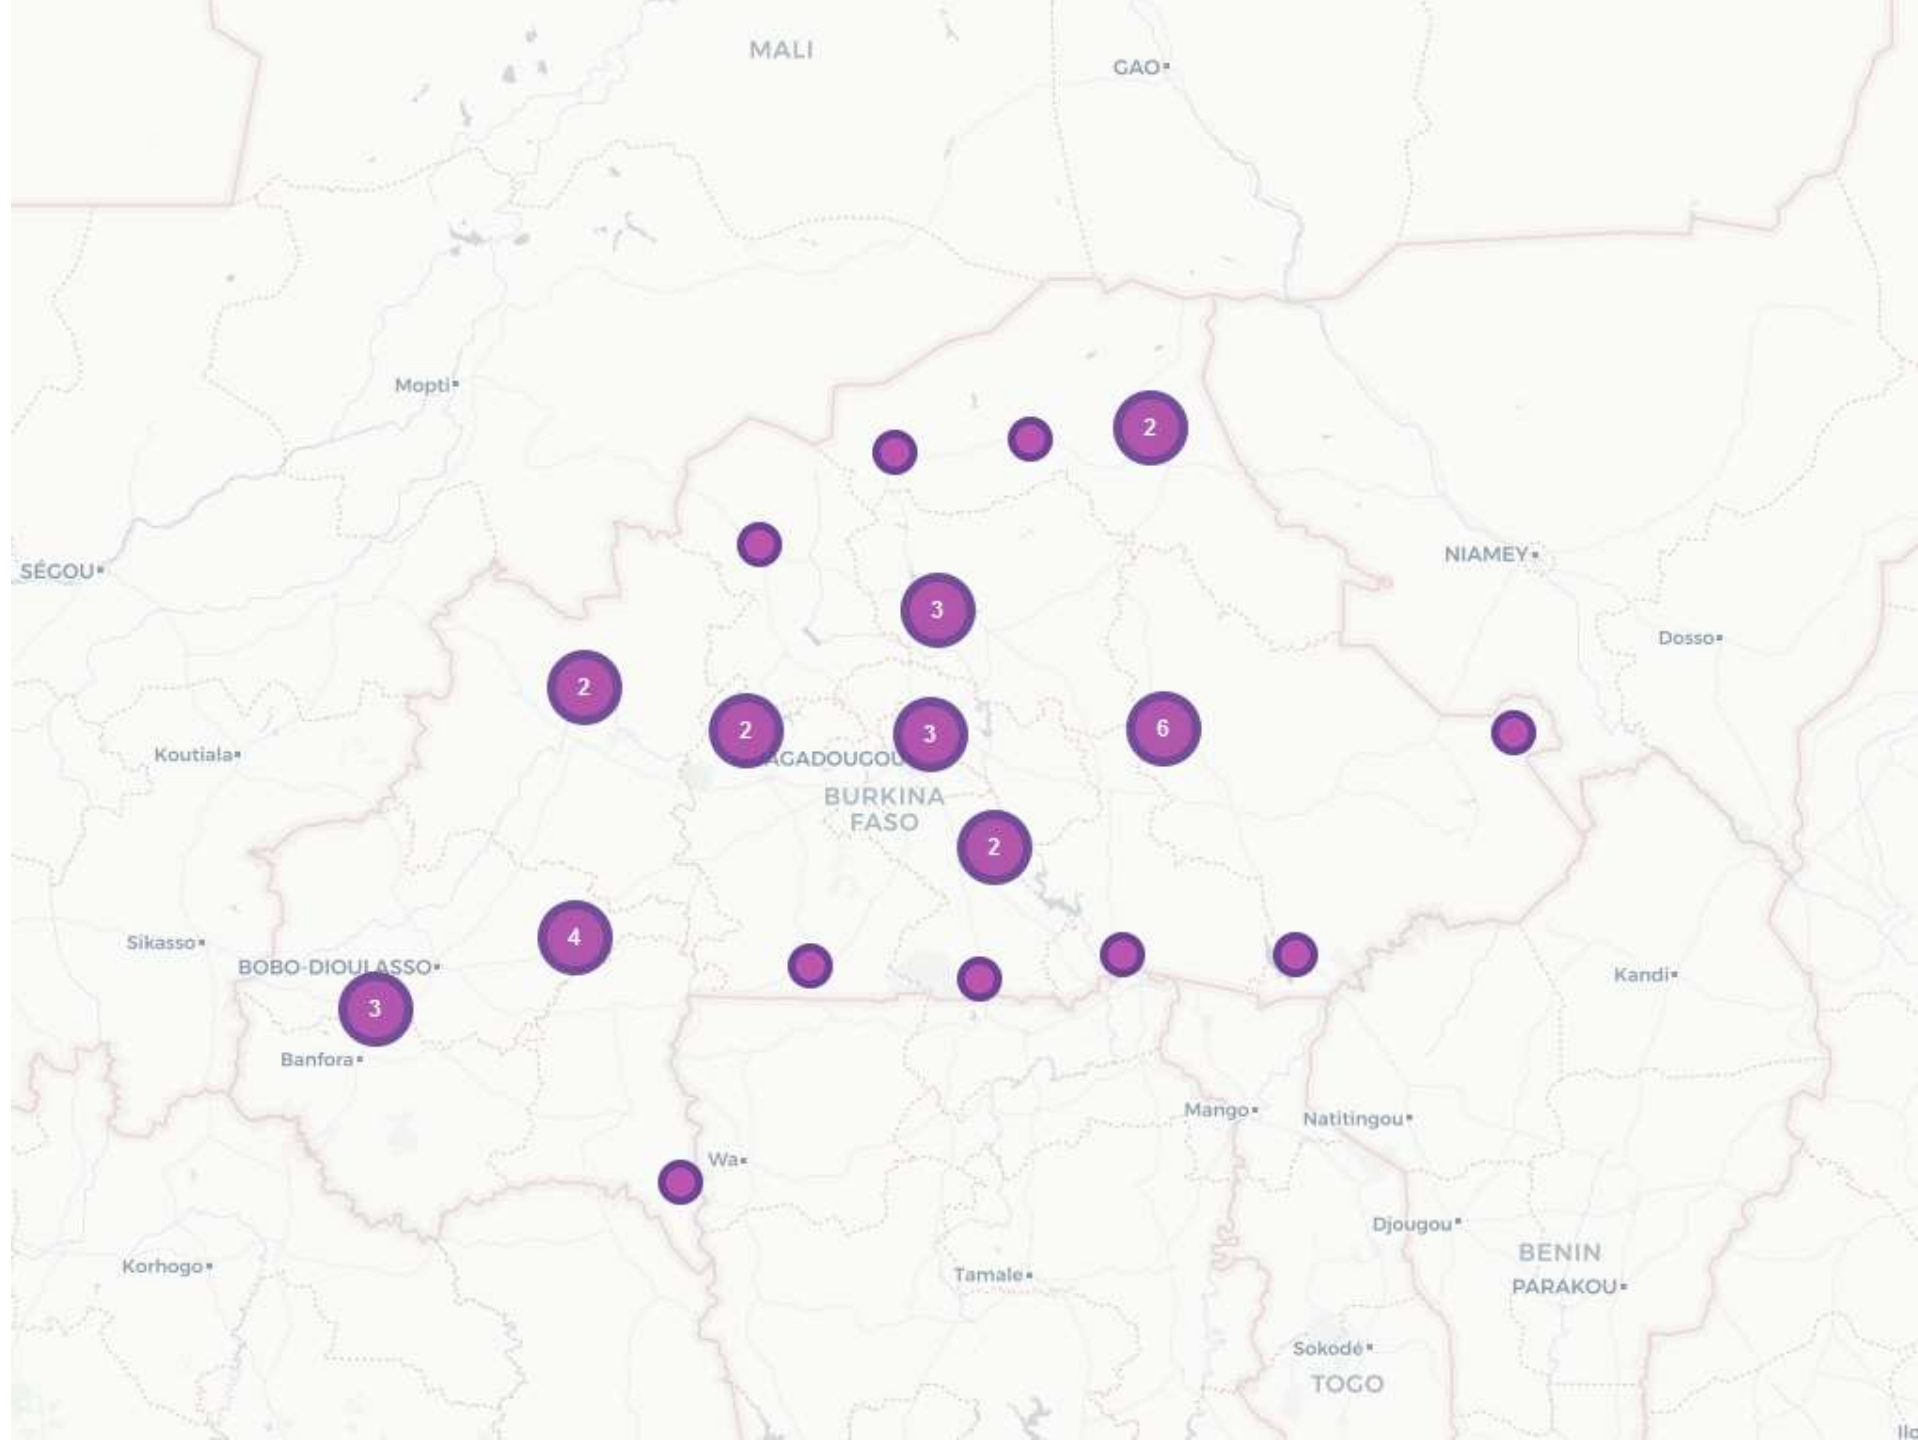 MALI
GAO
Mopti
2
SÉGOU
NIAMEY
3
Dosso
2
2
3
6
Koutiala
AGADOUGOU
BURKINA
FASO
2
4
Sikasso
BOBO-DIOULASSO
Kandi
3
Banfora
Mango
Natitingou
Wa
Djougou
BENIN
Korhogo
Tamale
PARAKOU
Sokodé
TOGO